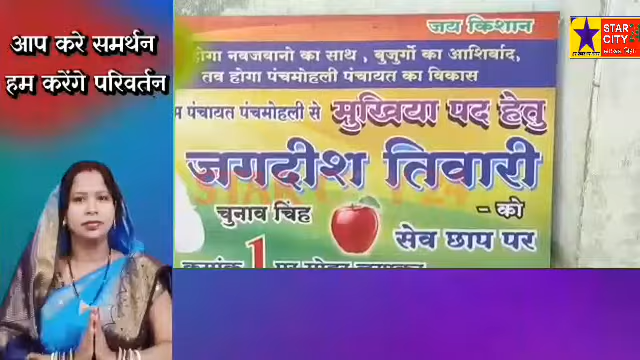 आप करे समर्थन
हम करेंगे परिवर्तन
जय किशान
होगा नवजवानो का साथ , बुजुर्गो का आशिर्वाद,
तव होगा पंचमोहली पंचायत का विकास
पंचायत पंचमोहली से मुखिया पद हेतु
जगदीश तिवारी
चुनाव चिंह
- को
सेव छाप पर
1
STAR
CITY